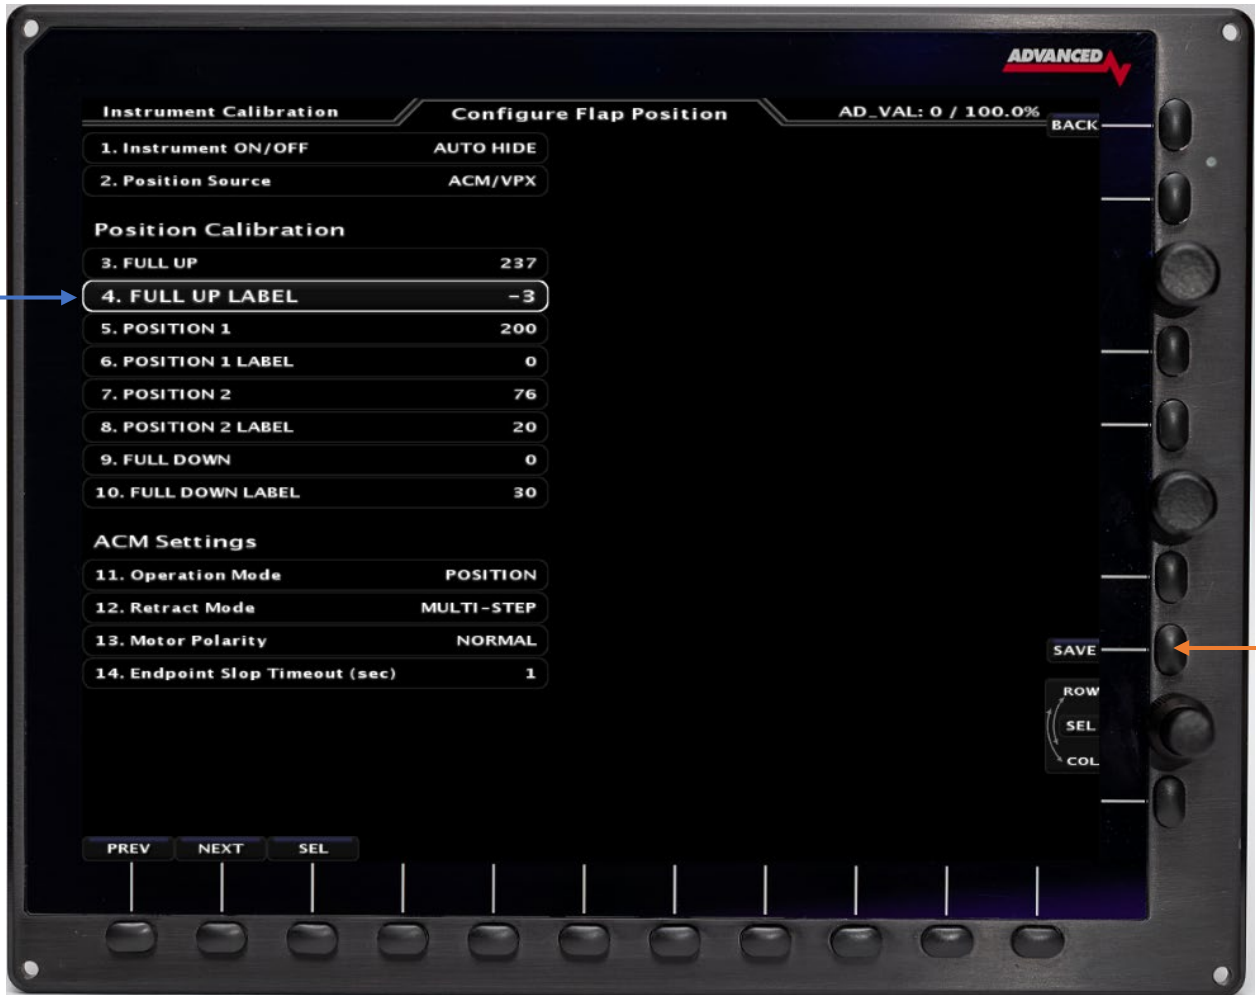 ADVANCED
Instrument Calibration Configure Flap Position AD_VAL: 0 / 100.0%
BACK
1. Instrument ON/OFF AUTO HIDE
2. Position Source ACM/VPX
Position Calibration
3. FULL UP 237
4. FULL UP LABEL -3
5. POSITION 1 200
6. POSITION 1 LABEL 0
7. POSITION 2 76
8. POSITION 2 LABEL 20
9. FULL DOWN 0
10. FULL DOWN LABEL 30
ACM Settings
11. Operation Mode POSITION
12. Retract Mode MULTI-STEP
13. Motor Polarity NORMAL
14. Endpoint Slop Timeout (sec) 1
SAVE
ROW
SEL
COL
PREV NEXT SEL